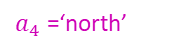 a₄ =‘north’